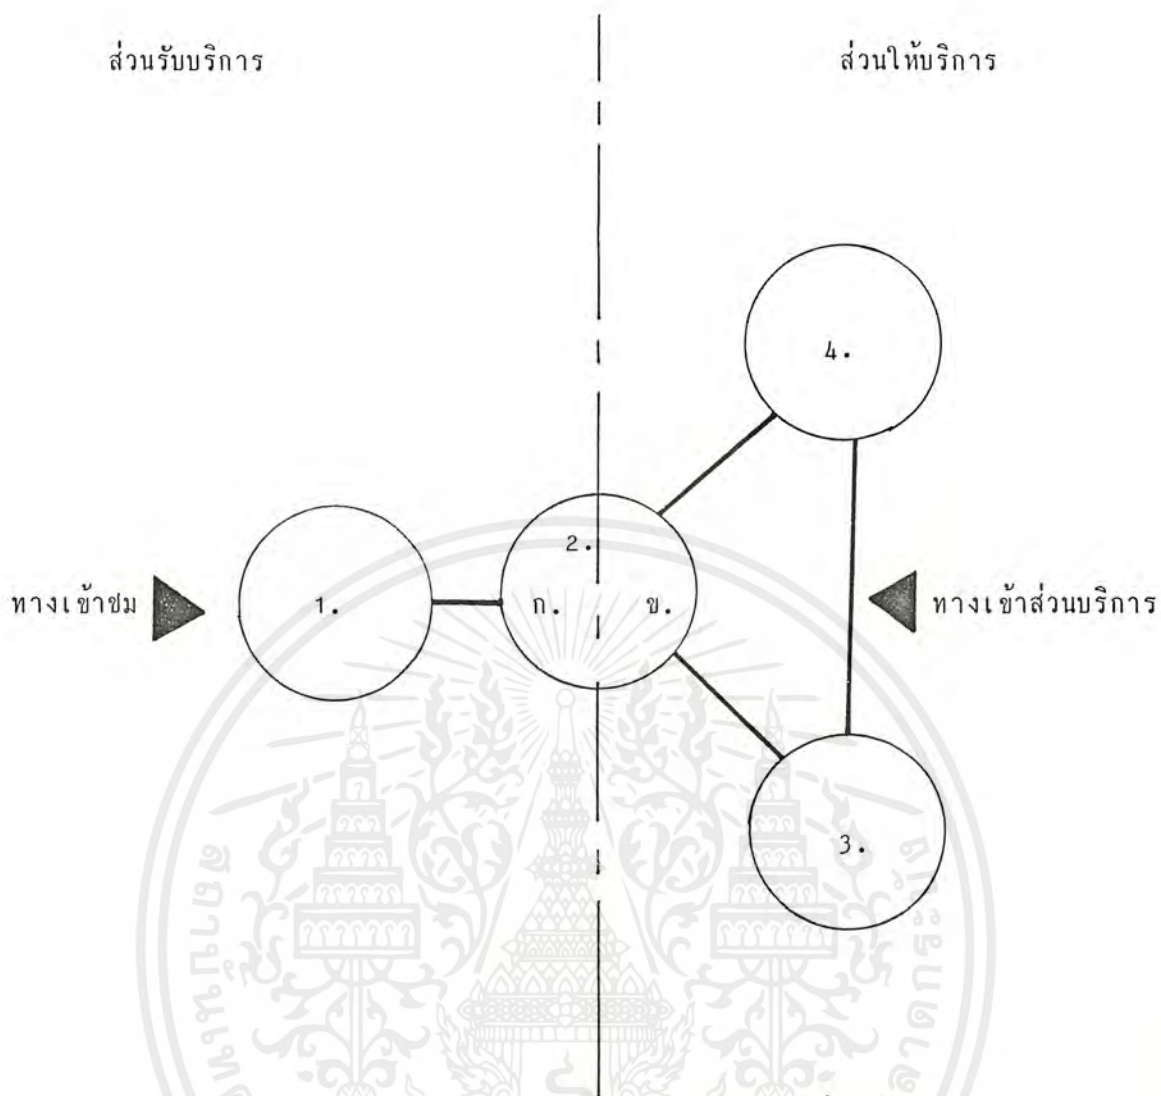 ส่วนรับบริการ
ส่วนให้บริการ
4.
2.
ทางเข้าชม
1.
ก.
ข.
ทางเข้าส่วนบริการ
3.